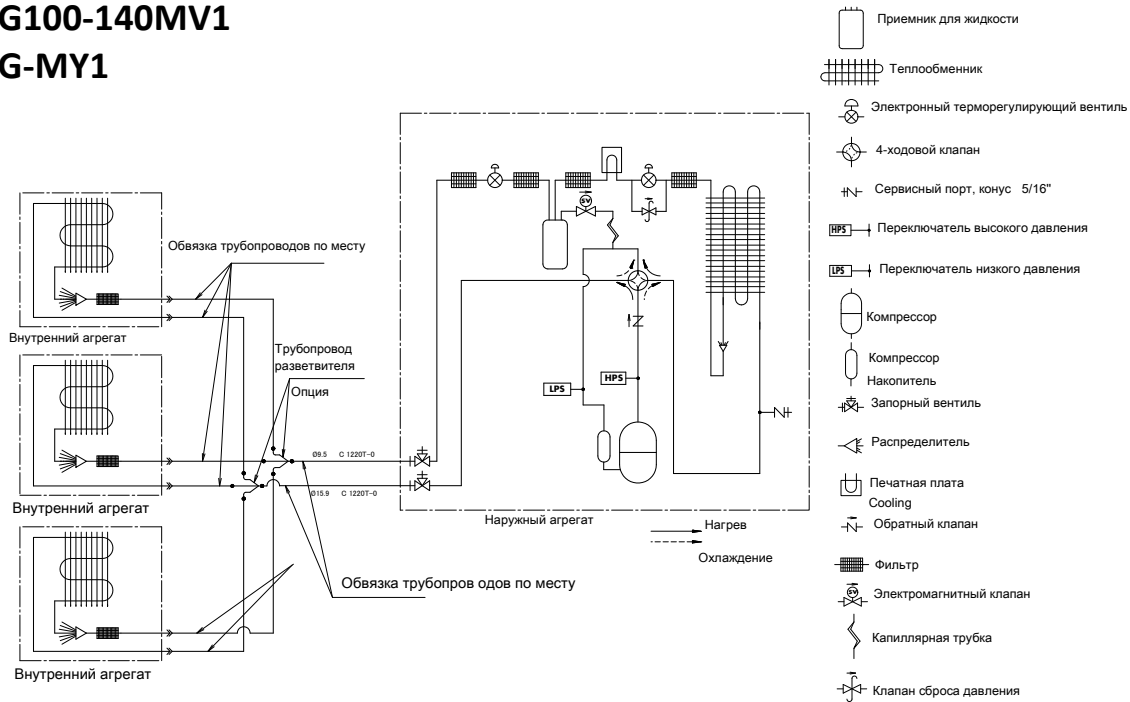 G100-140MV1
G-MY1
Приемник для жидкости
Теплообменник
Электронный терморегулирующий вентиль
4-ходовой клапан
Сервисный порт, конус 5/16"
HPS
Переключатель высокого давления
LPS
Переключатель низкого давления
Компрессор
Компрессор
Накопитель
Запорный вентиль
Распределитель
Печатная плата
Cooling
Обратный клапан
Фильтр
SV
Электромагнитный клапан
Капиллярная трубка
Клапан сброса давления
Обвязка трубопроводов по месту
Внутренний агрегат
Трубопровод
разветвителя
Опция
Ø9.5 C 1220T-0
Ø15.9 C 1220T-0
Внутренний агрегат
SV
LPS
HPS
Наружный агрегат
Нагрев
Охлаждение
Обвязка трубопров одов по месту
Внутренний агрегат